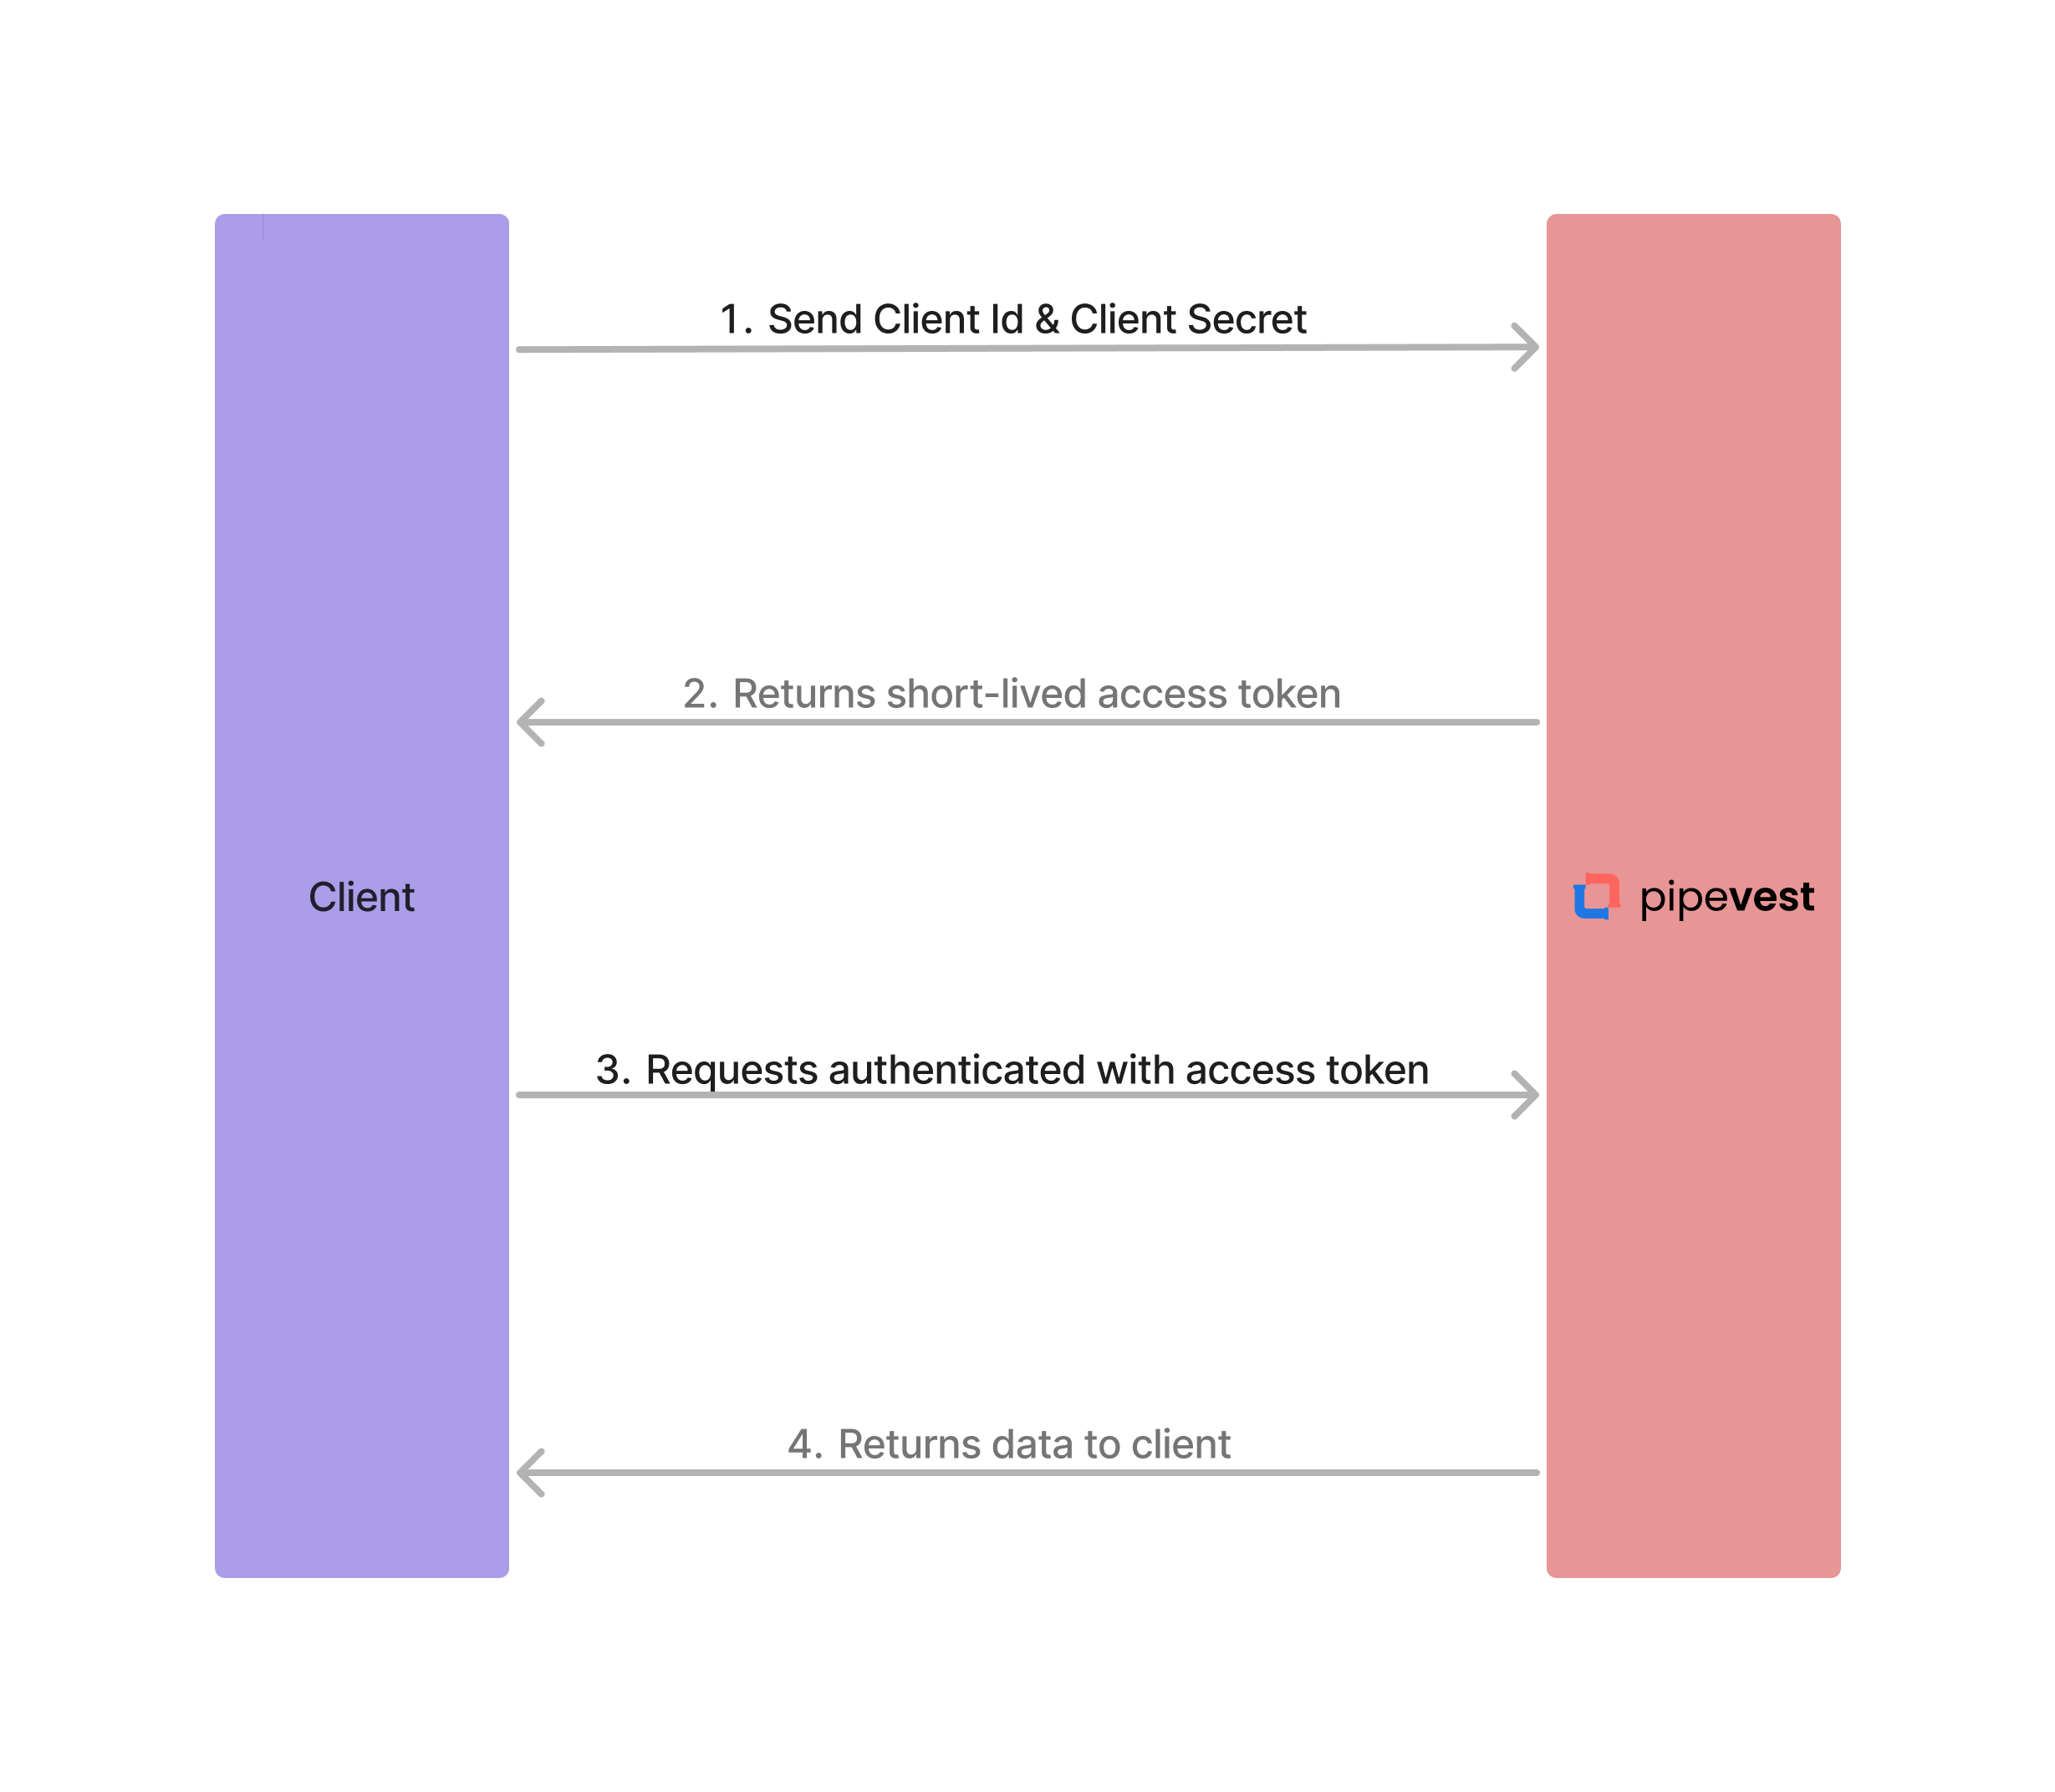 1.  Send Client Id & Client Secret
2.  Returns short-lived access token
Client
pipevest
3.  Requests authenticated with access token
4.  Returns data to client